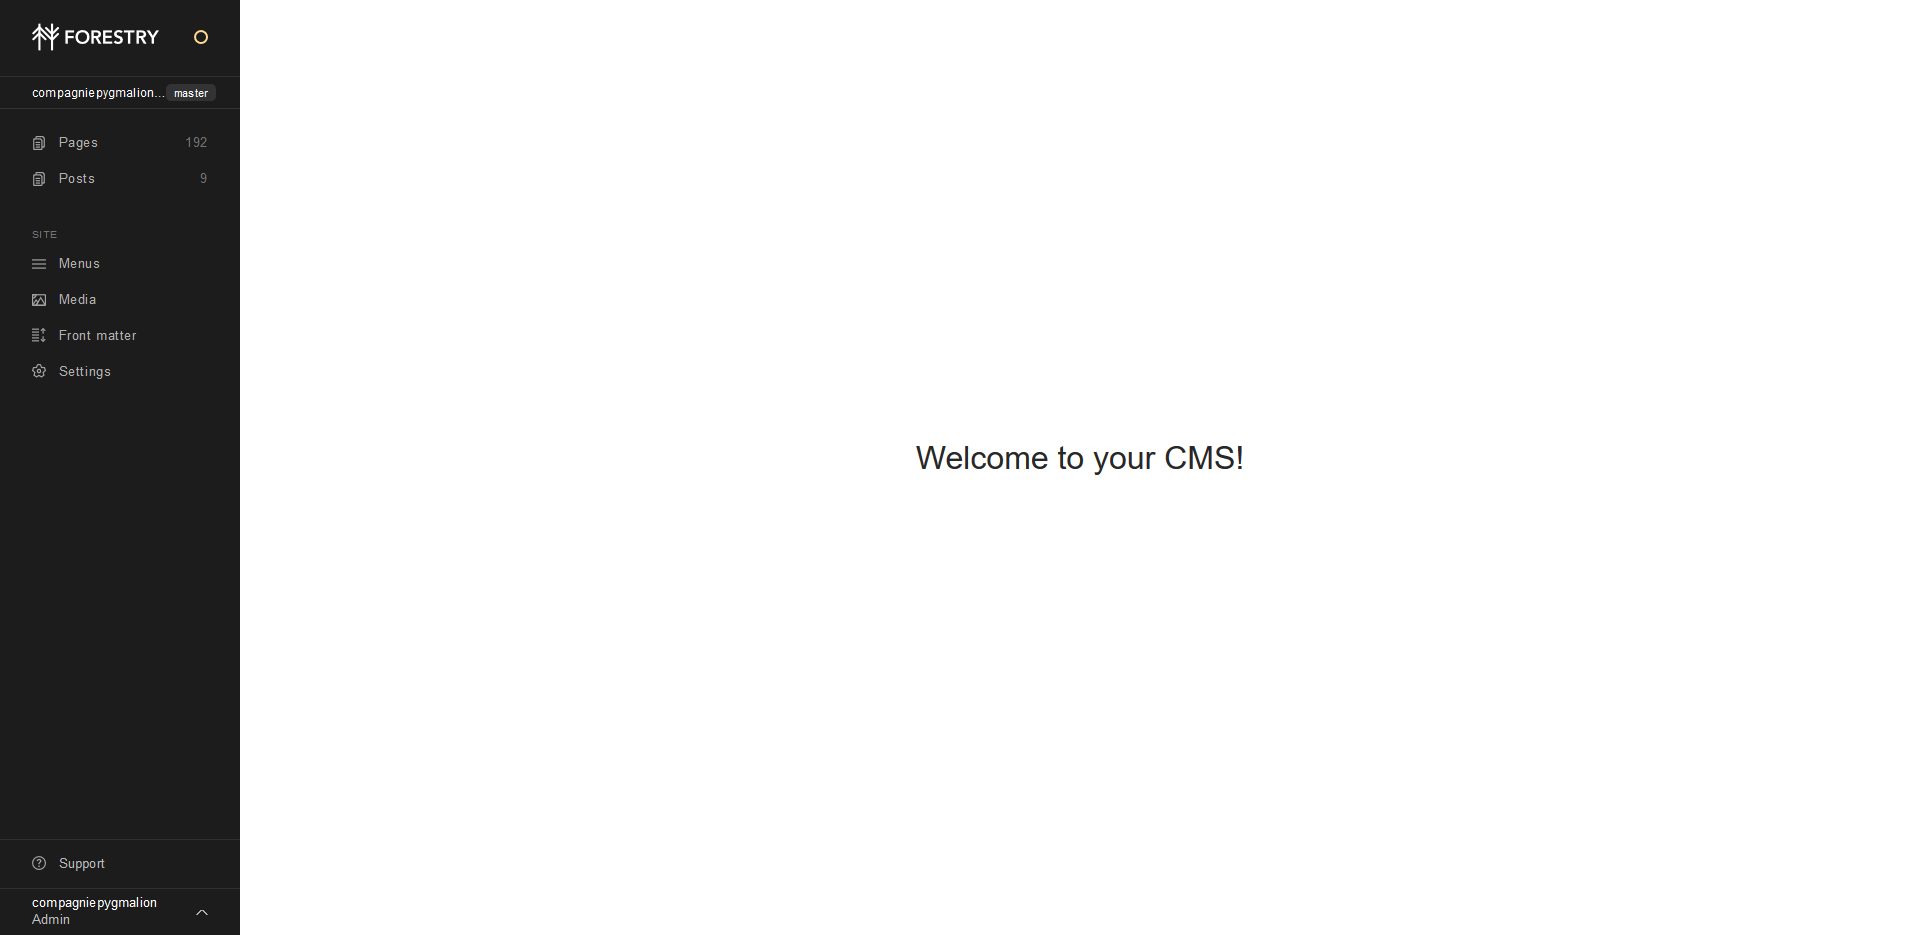 FORESTRY
compagniepygmalion... master
Pages 192
Posts 9
SITE
Menus
Media
Front matter
Settings
Welcome to your CMS!
Support
compagniepygmalion
Admin